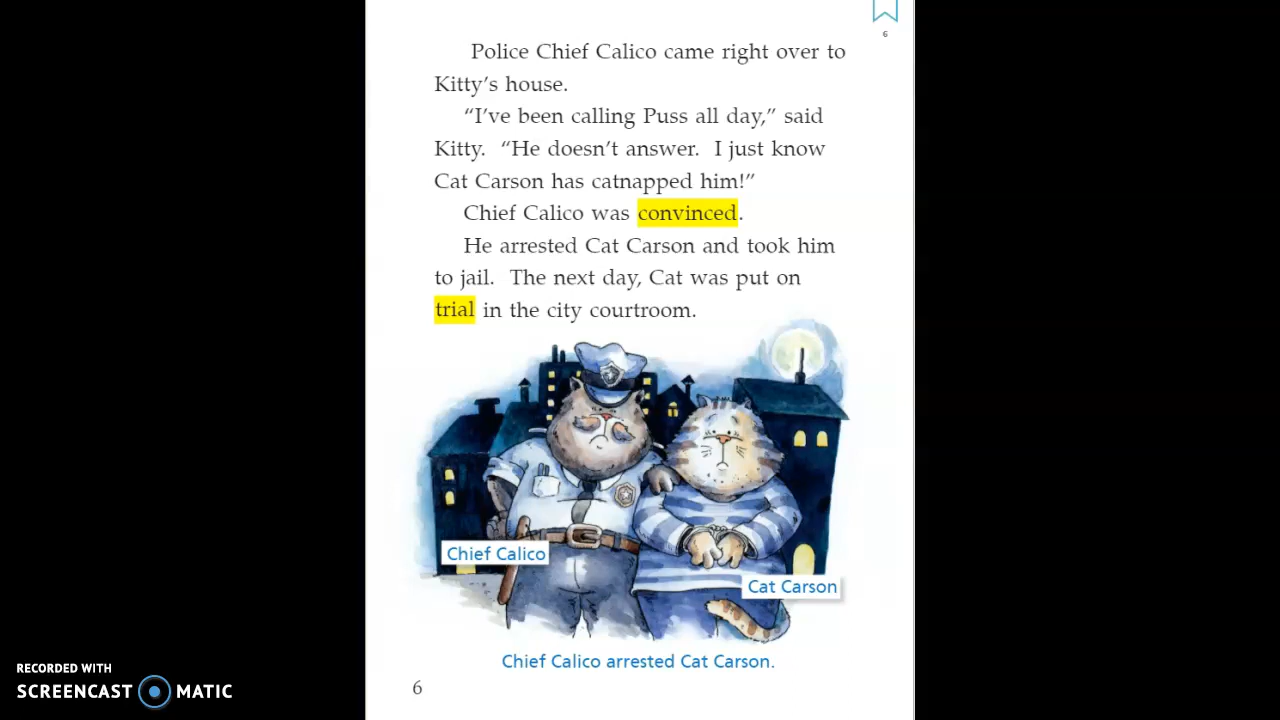 6
Police Chief Calico came right over to
Kitty’s house.
“I’ve been calling Puss all day,” said
Kitty. “He doesn’t answer. I just know
Cat Carson has catnapped him!”
Chief Calico was convinced.
He arrested Cat Carson and took him
to jail. The next day, Cat was put on
trial in the city courtroom.
Chief Calico
Cat Carson
Chief Calico arrested Cat Carson.
6
RECORDED WITH
SCREENCAST MATIC